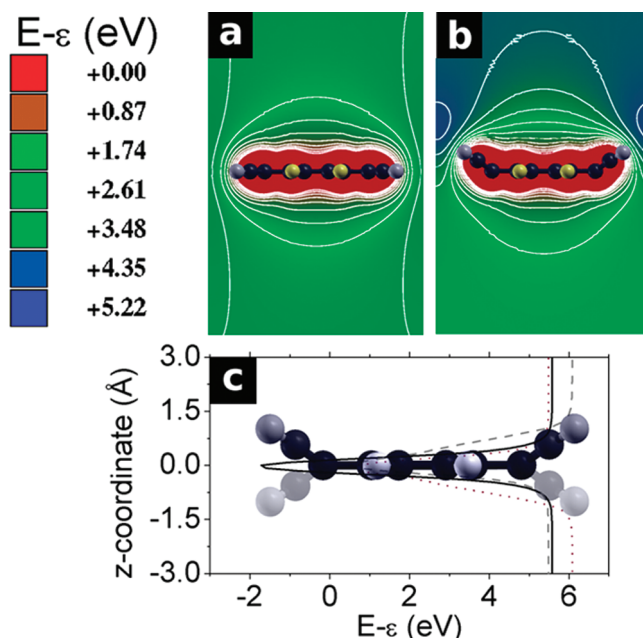 E-ε (eV)
+0.00
+0.87
+1.74
+2.61
+3.48
+4.35
+5.22
a
b
c
z-coordinate (Å)
3.0
1.5
0.0
-1.5
-3.0
-2 0 2 4 6
E-ε (eV)